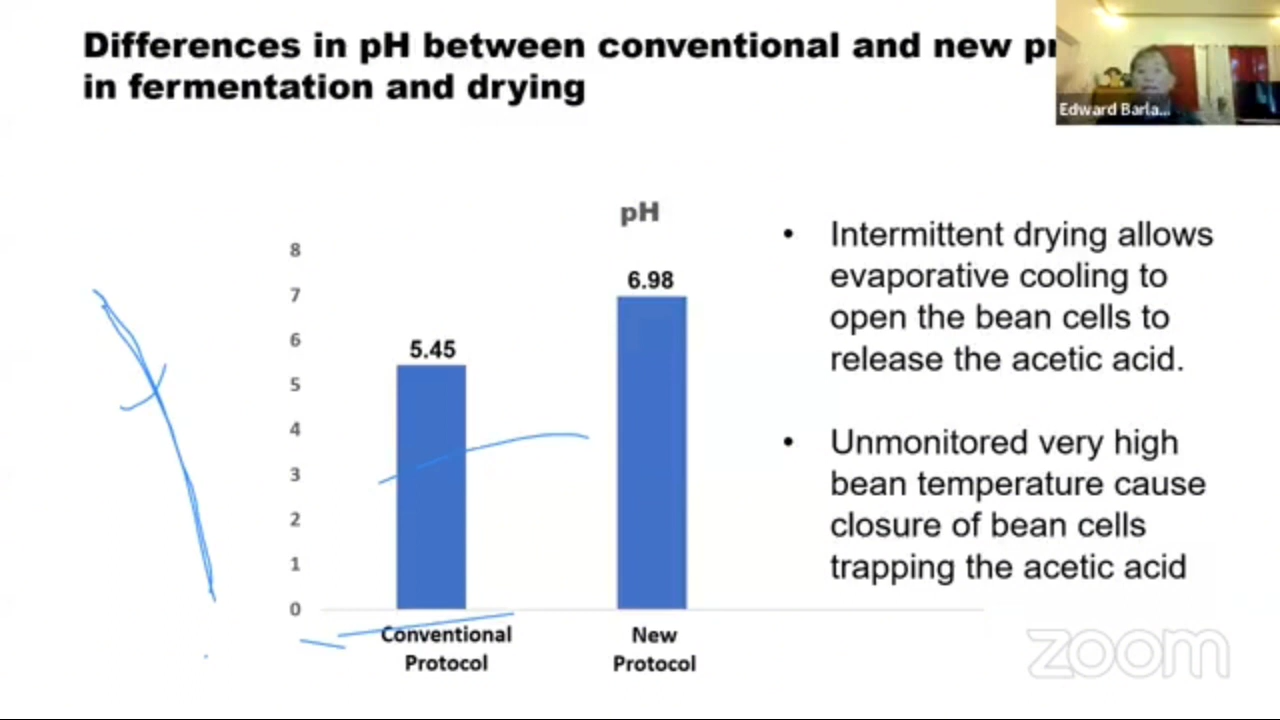 Differences in pH between conventional and new
in fermentation and drying
Edward Barla...
pH
8
7
6
5
4
3
2
1
0
5.45
6.98
Conventional
Protocol
New
Protocol
• Intermittent drying allows
evaporative cooling to
open the bean cells to
release the acetic acid.
• Unmonitored very high
bean temperature cause
closure of bean cells
trapping the acetic acid
zoom